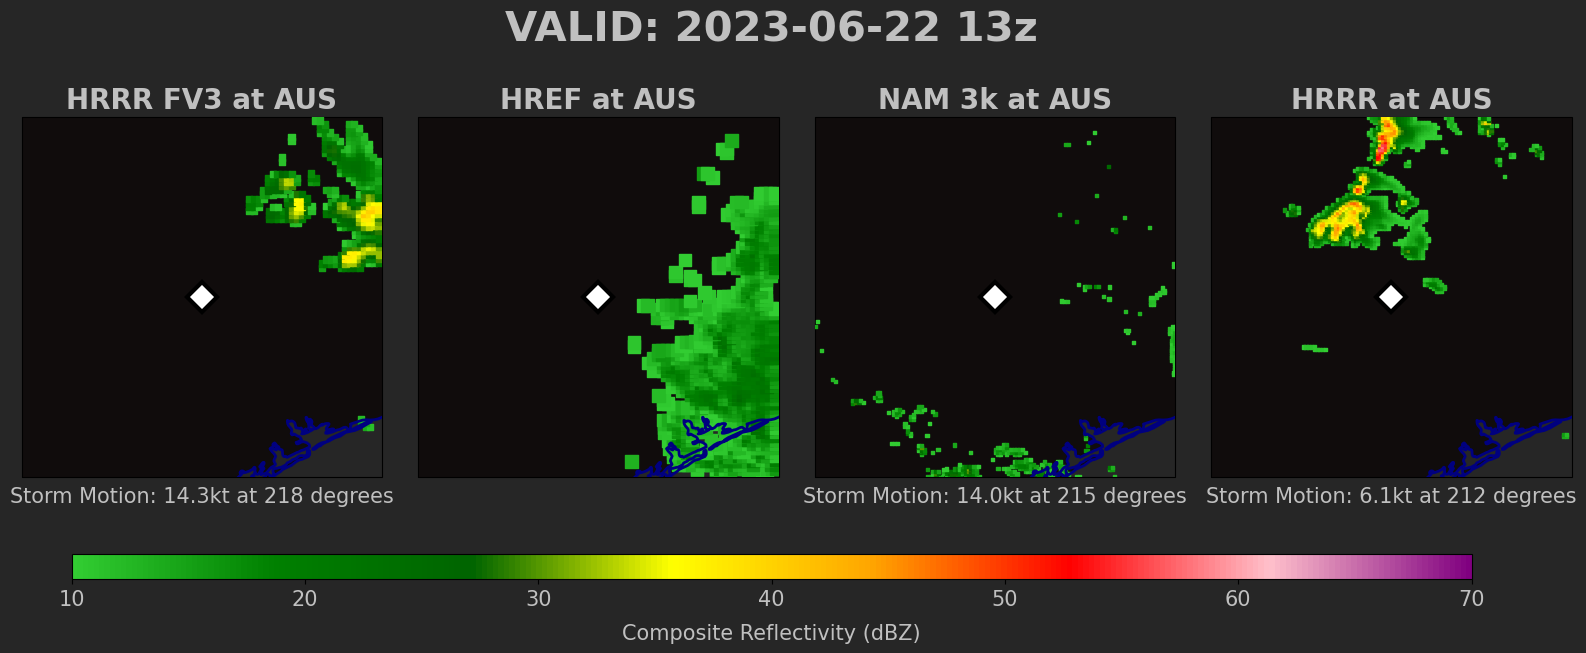 VALID: 2023-06-22 13z
HRRR FV3 at AUS
HREF at AUS
NAM 3k at AUS
HRRR at AUS
Storm Motion: 14.3kt at 218 degrees
Storm Motion: 14.0kt at 215 degrees
Storm Motion: 6.1kt at 212 degrees
10 20 30 40 50 60 70
Composite Reflectivity (dBZ)